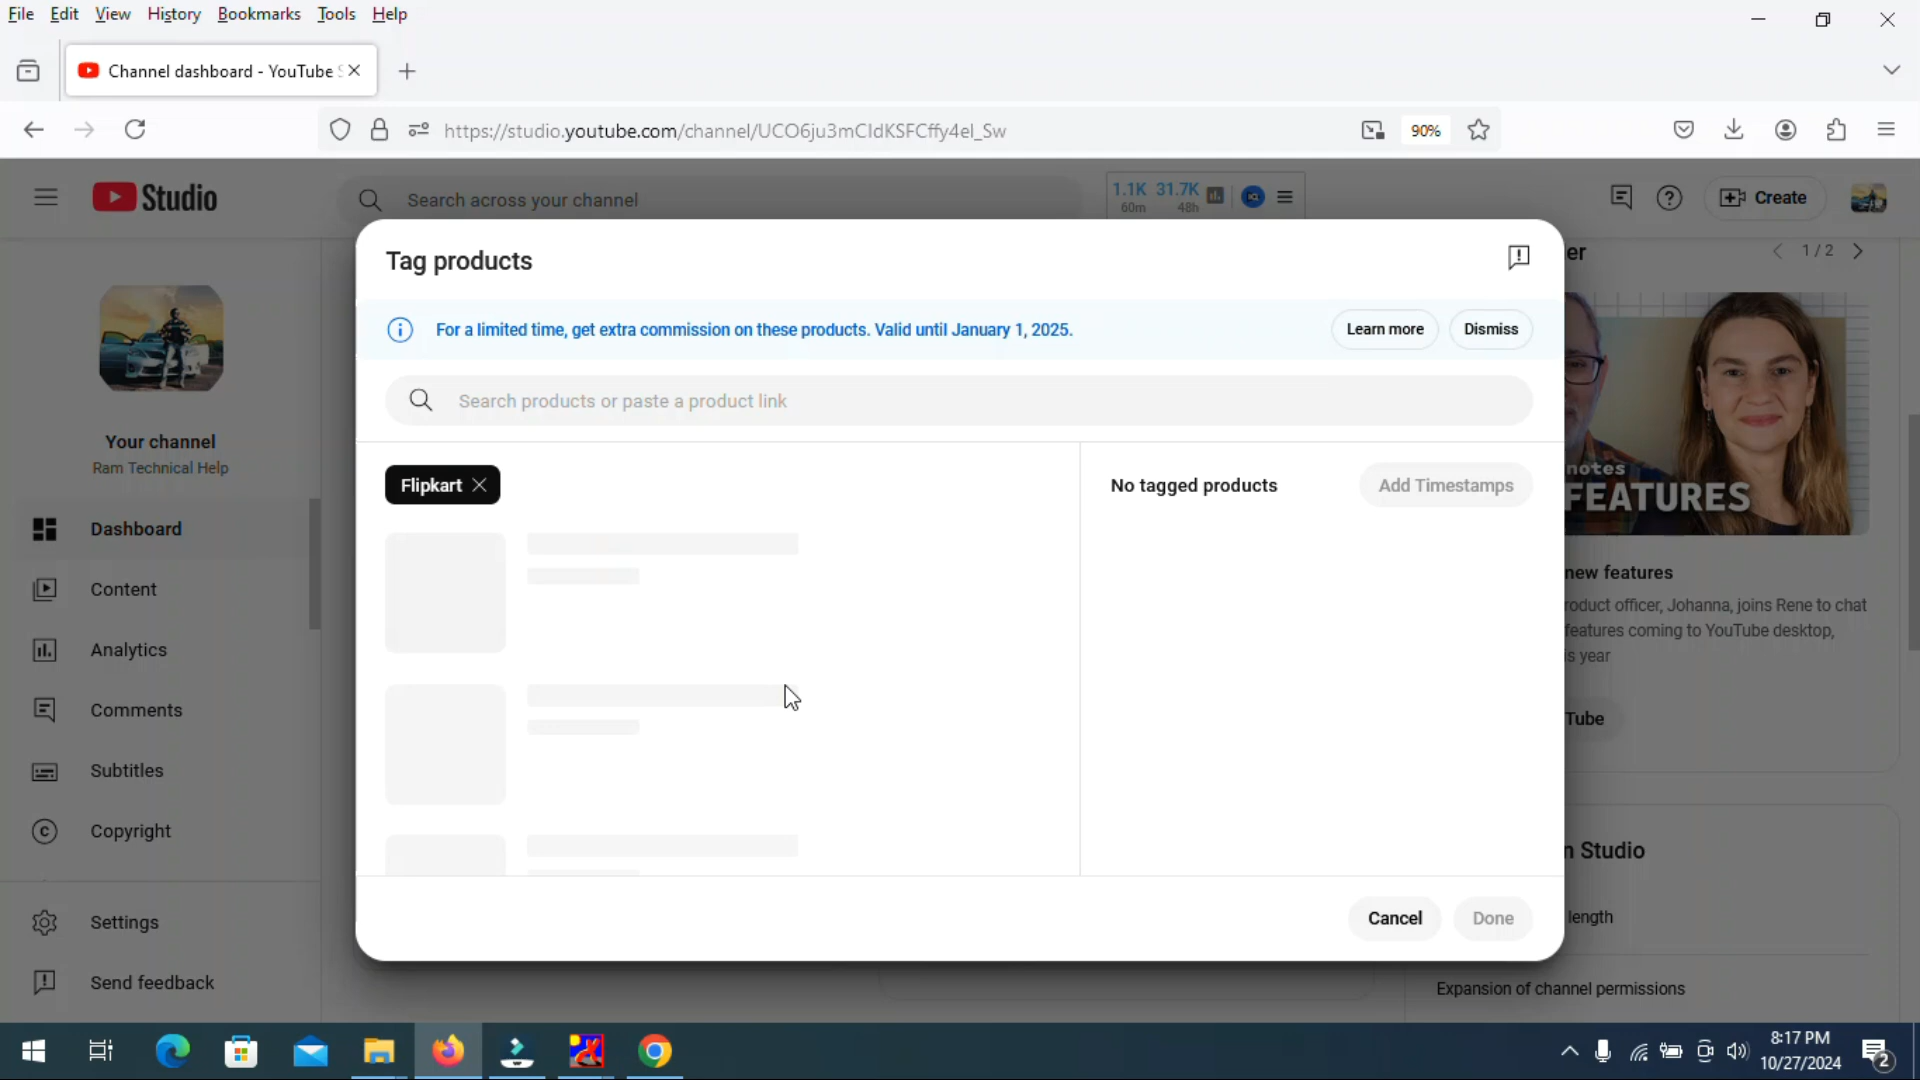 File Edit View History Bookmarks Tools Help
Channel dashboard - YouTube S
https://studio.youtube.com/channel/UCO6ju3mCIdKSFCffy4el_Sw
90%
Studio
Search across your channel
1.1K 31.7K
60m 48h
Create
Tag products
For a limited time, get extra commission on these products. Valid until January 1, 2025.
Learn more
Dismiss
Search products or paste a product link
Flipkart
No tagged products
Add Timestamps
Cancel
Done
Your channel
Ram Technical Help
Dashboard
Content
Analytics
Comments
Subtitles
Copyright
Settings
Send feedback
er
1 / 2
notes
FEATURES
new features
roduct officer, Johanna, joins Rene to chat
features coming to YouTube desktop,
is year
Tube
n Studio
length
Expansion of channel permissions
8:17 PM
10/27/2024
2